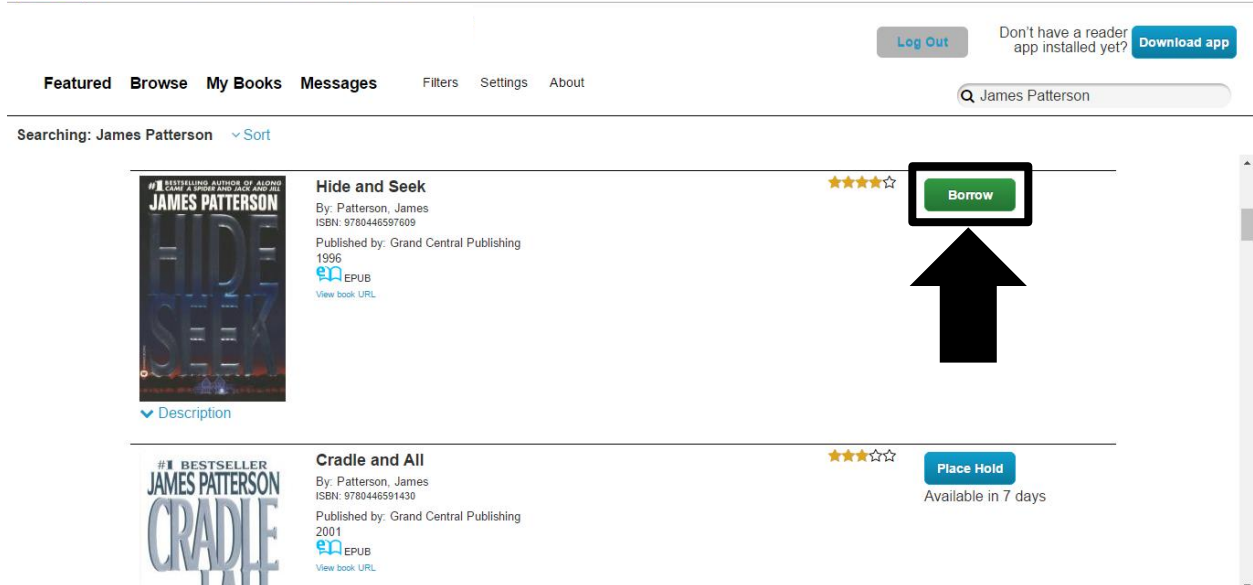 Log Out
Don't have a reader
app installed yet?
Download app
Featured Browse My Books Messages Filters Settings About
James Patterson
Searching: James Patterson Sort
#1 BESTSELLING AUTHOR OF ALONG
CAME A SPIDER AND JACK AND JILL
JAMES PATTERSON
HIDE
SEEK
Hide and Seek
By: Patterson, James
ISBN: 9780446597609
Published by: Grand Central Publishing
1996
EPUB
View book URL
Borrow
Description
#1 BESTSELLER
JAMES PATTERSON
CRADLE
Cradle and All
By: Patterson, James
ISBN: 9780446591430
Published by: Grand Central Publishing
2001
EPUB
View book URL
Place Hold
Available in 7 days